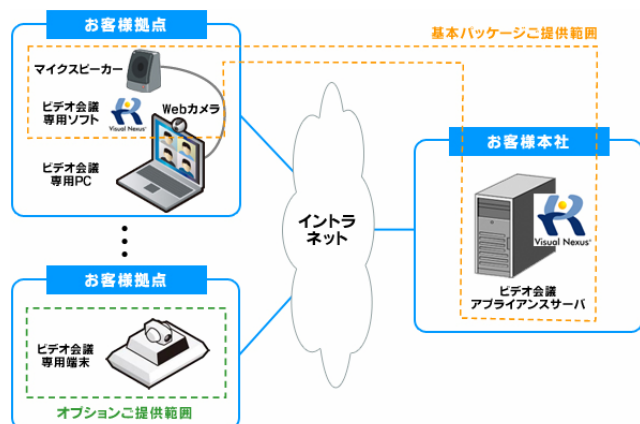 お客様拠点
基本パッケージご提供範囲
マイクスピーカー
ビデオ会議
専用ソフト
Visual Nexus
Webカメラ
ビデオ会議
専用PC
イントラ
ネット
お客様本社
Visual Nexus
ビデオ会議
アプライアンスサーバ
お客様拠点
ビデオ会議
専用端末
オプションご提供範囲